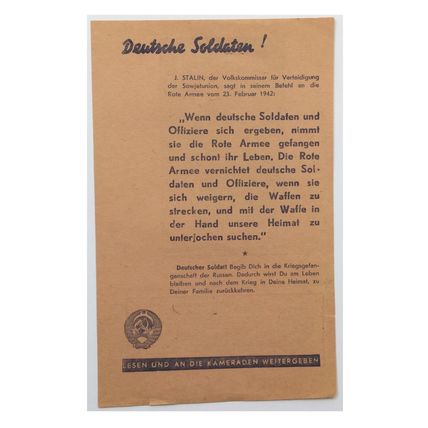 Deutsche Soldaten!
J. STALIN, der Volkskommissar für Verteidigung
der Sowjetunion, sagt in seinem Befehl an die
Rote Armee vom 23. Februar 1942:
„Wenn deutsche Soldaten und
Offiziere sich ergeben, nimmt
sie die Rote Armee gefangen
und schont ihr Leben. Die Rote
Armee vernichtet deutsche Sol-
daten und Offiziere, wenn sie
sich weigern, die Waffen zu
strecken, und mit der Waffe in
der Hand unsere Heimat zu
unterjochen suchen.“
Deutscher Soldat! Begib Dich in die Kriegsgefan-
genschaft der Russen. Dadurch wirst Du am Leben
bleiben und nach dem Krieg in Deine Heimat, zu
Deiner Familie zurückkehren.
LESEN UND AN DIE KAMERADEN WEITERGEBEN